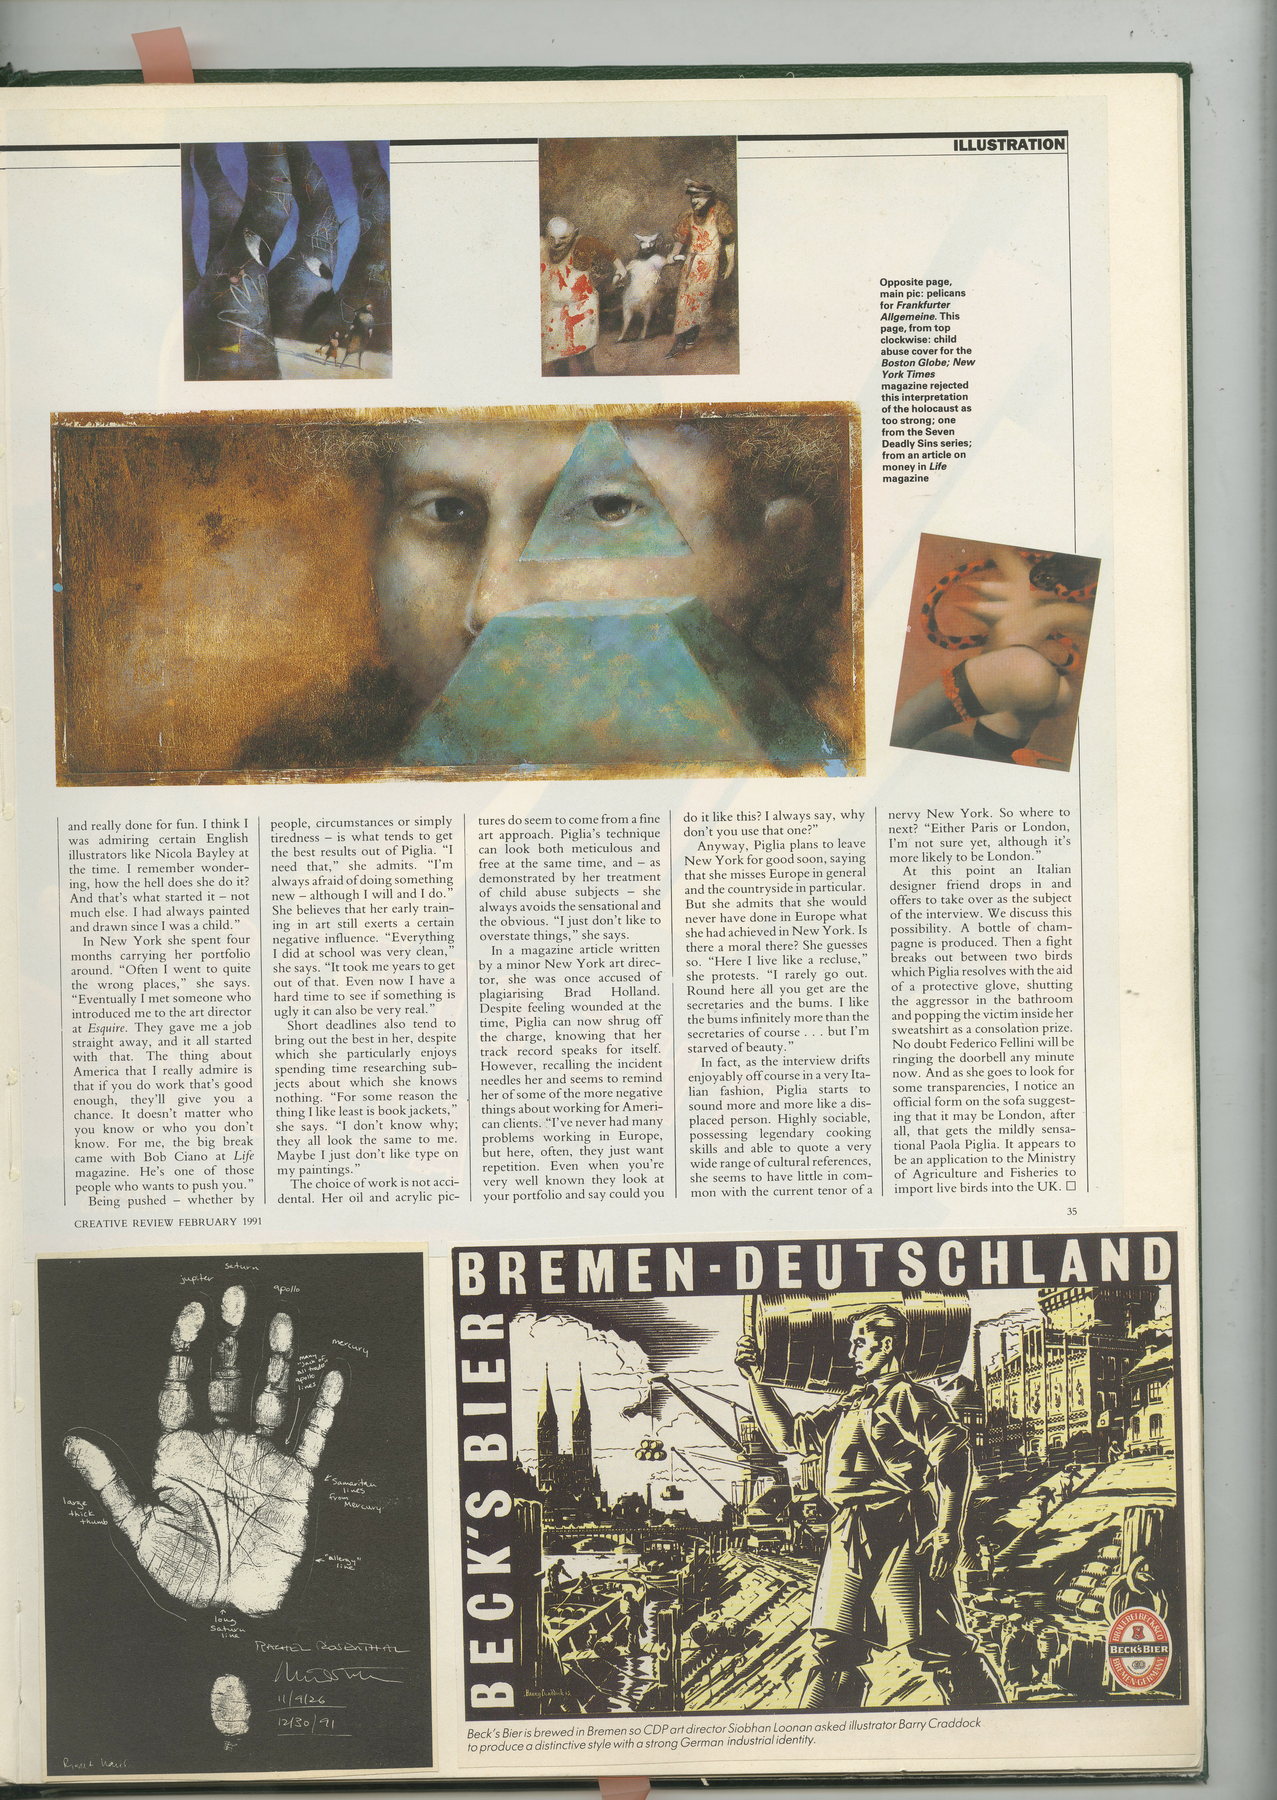 ILLUSTRATION
Opposite page,
main pic: pelicans
for Frankfurter
Allgemeine. This
page, from top
clockwise: child
abuse cover for the
Boston Globe; New
York Times
magazine rejected
this interpretation
of the holocaust as
too strong; one
from the Seven
Deadly Sins series;
from an article on
money in Life
magazine
and really done for fun. I think I
was admiring certain English
illustrators like Nicola Bayley at
the time. I remember wonder-
ing, how the hell does she do it?
And that's what started it – not
much else. I had always painted
and drawn since I was a child."
In New York she spent four
months carrying her portfolio
around. "Often I went to quite
the wrong places," she says.
"Eventually I met someone who
introduced me to the art director
at Esquire. They gave me a job
straight away, and it all started
with that. The thing about
America that I really admire is
that if you do work that's good
enough, they'll give you a
chance. It doesn't matter who
you know or who you don't
know. For me, the big break
came with Bob Ciano at Life
magazine. He's one of those
people who wants to push you."
Being pushed – whether by
people, circumstances or simply
tiredness – is what tends to get
the best results out of Piglia. "I
need that," she admits. "I'm
always afraid of doing something
new – although I will and I do."
She believes that her early train-
ing in art still exerts a certain
negative influence. "Everything
I did at school was very clean,"
she says. "It took me years to get
out of that. Even now I have a
hard time to see if something is
ugly it can also be very real."
Short deadlines also tend to
bring out the best in her, despite
which she particularly enjoys
spending time researching sub-
jects about which she knows
nothing. "For some reason the
thing I like least is book jackets,"
she says. "I don't know why;
they all look the same to me.
Maybe I just don't like type on
my paintings."
The choice of work is not acci-
dental. Her oil and acrylic pic-
tures do seem to come from a fine
art approach. Piglia's technique
can look both meticulous and
free at the same time, and – as
demonstrated by her treatment
of child abuse subjects – she
always avoids the sensational and
the obvious. "I just don't like to
overstate things," she says.
In a magazine article written
by a minor New York art direc-
tor, she was once accused of
plagiarising Brad Holland.
Despite feeling wounded at the
time, Piglia can now shrug off
the charge, knowing that her
track record speaks for itself.
However, recalling the incident
needles her and seems to remind
her of some of the more negative
things about working for Ameri-
can clients. "I've never had many
problems working in Europe,
but here, often, they just want
repetition. Even when you're
very well known they look at
your portfolio and say could you
do it like this? I always say, why
don't you use that one?"
Anyway, Piglia plans to leave
New York for good soon, saying
that she misses Europe in general
and the countryside in particular.
But she admits that she would
never have done in Europe what
she had achieved in New York. Is
there a moral there? She guesses
so. "Here I live like a recluse,"
she protests. "I rarely go out.
Round here all you get are the
secretaries and the bums. I like
the bums infinitely more than the
secretaries of course . . . but I'm
starved of beauty."
In fact, as the interview drifts
enjoyably off course in a very Ita-
lian fashion, Piglia starts to
sound more and more like a dis-
placed person. Highly sociable,
possessing legendary cooking
skills and able to quote a very
wide range of cultural references,
she seems to have little in com-
mon with the current tenor of a
nervy New York. So where to
next? "Either Paris or London,
I'm not sure yet, although it's
more likely to be London."
At this point an Italian
designer friend drops in and
offers to take over as the subject
of the interview. We discuss this
possibility. A bottle of cham-
pagne is produced. Then a fight
breaks out between two birds
which Piglia resolves with the aid
of a protective glove, shutting
the aggressor in the bathroom
and popping the victim inside her
sweatshirt as a consolation prize.
No doubt Federico Fellini will be
ringing the doorbell any minute
now. And as she goes to look for
some transparencies, I notice an
official form on the sofa suggest-
ing that it may be London, after
all, that gets the mildly sensa-
tional Paola Piglia. It appears to
be an application to the Ministry
of Agriculture and Fisheries to
import live birds into the UK. □
CREATIVE REVIEW FEBRUARY 1991
35
jupiter
saturn
apollo
mercury
many
"jack of
all trades"
apollo
lines
Samaritan
lines
from
Mercury
large
thick
thumb
"allergy"
line
long
saturn
line
RACHEL ROSENTHAL
11/9/26
12/30/91
BREMEN-DEUTSCHLAND
BECK'S BIER
BRAUEREI BECK & CO
BECK'S BIER
BREMEN-GERMANY
Barry Craddock
Beck's Bier is brewed in Bremen so CDP art director Siobhan Loonan asked illustrator Barry Craddock
to produce a distinctive style with a strong German industrial identity.